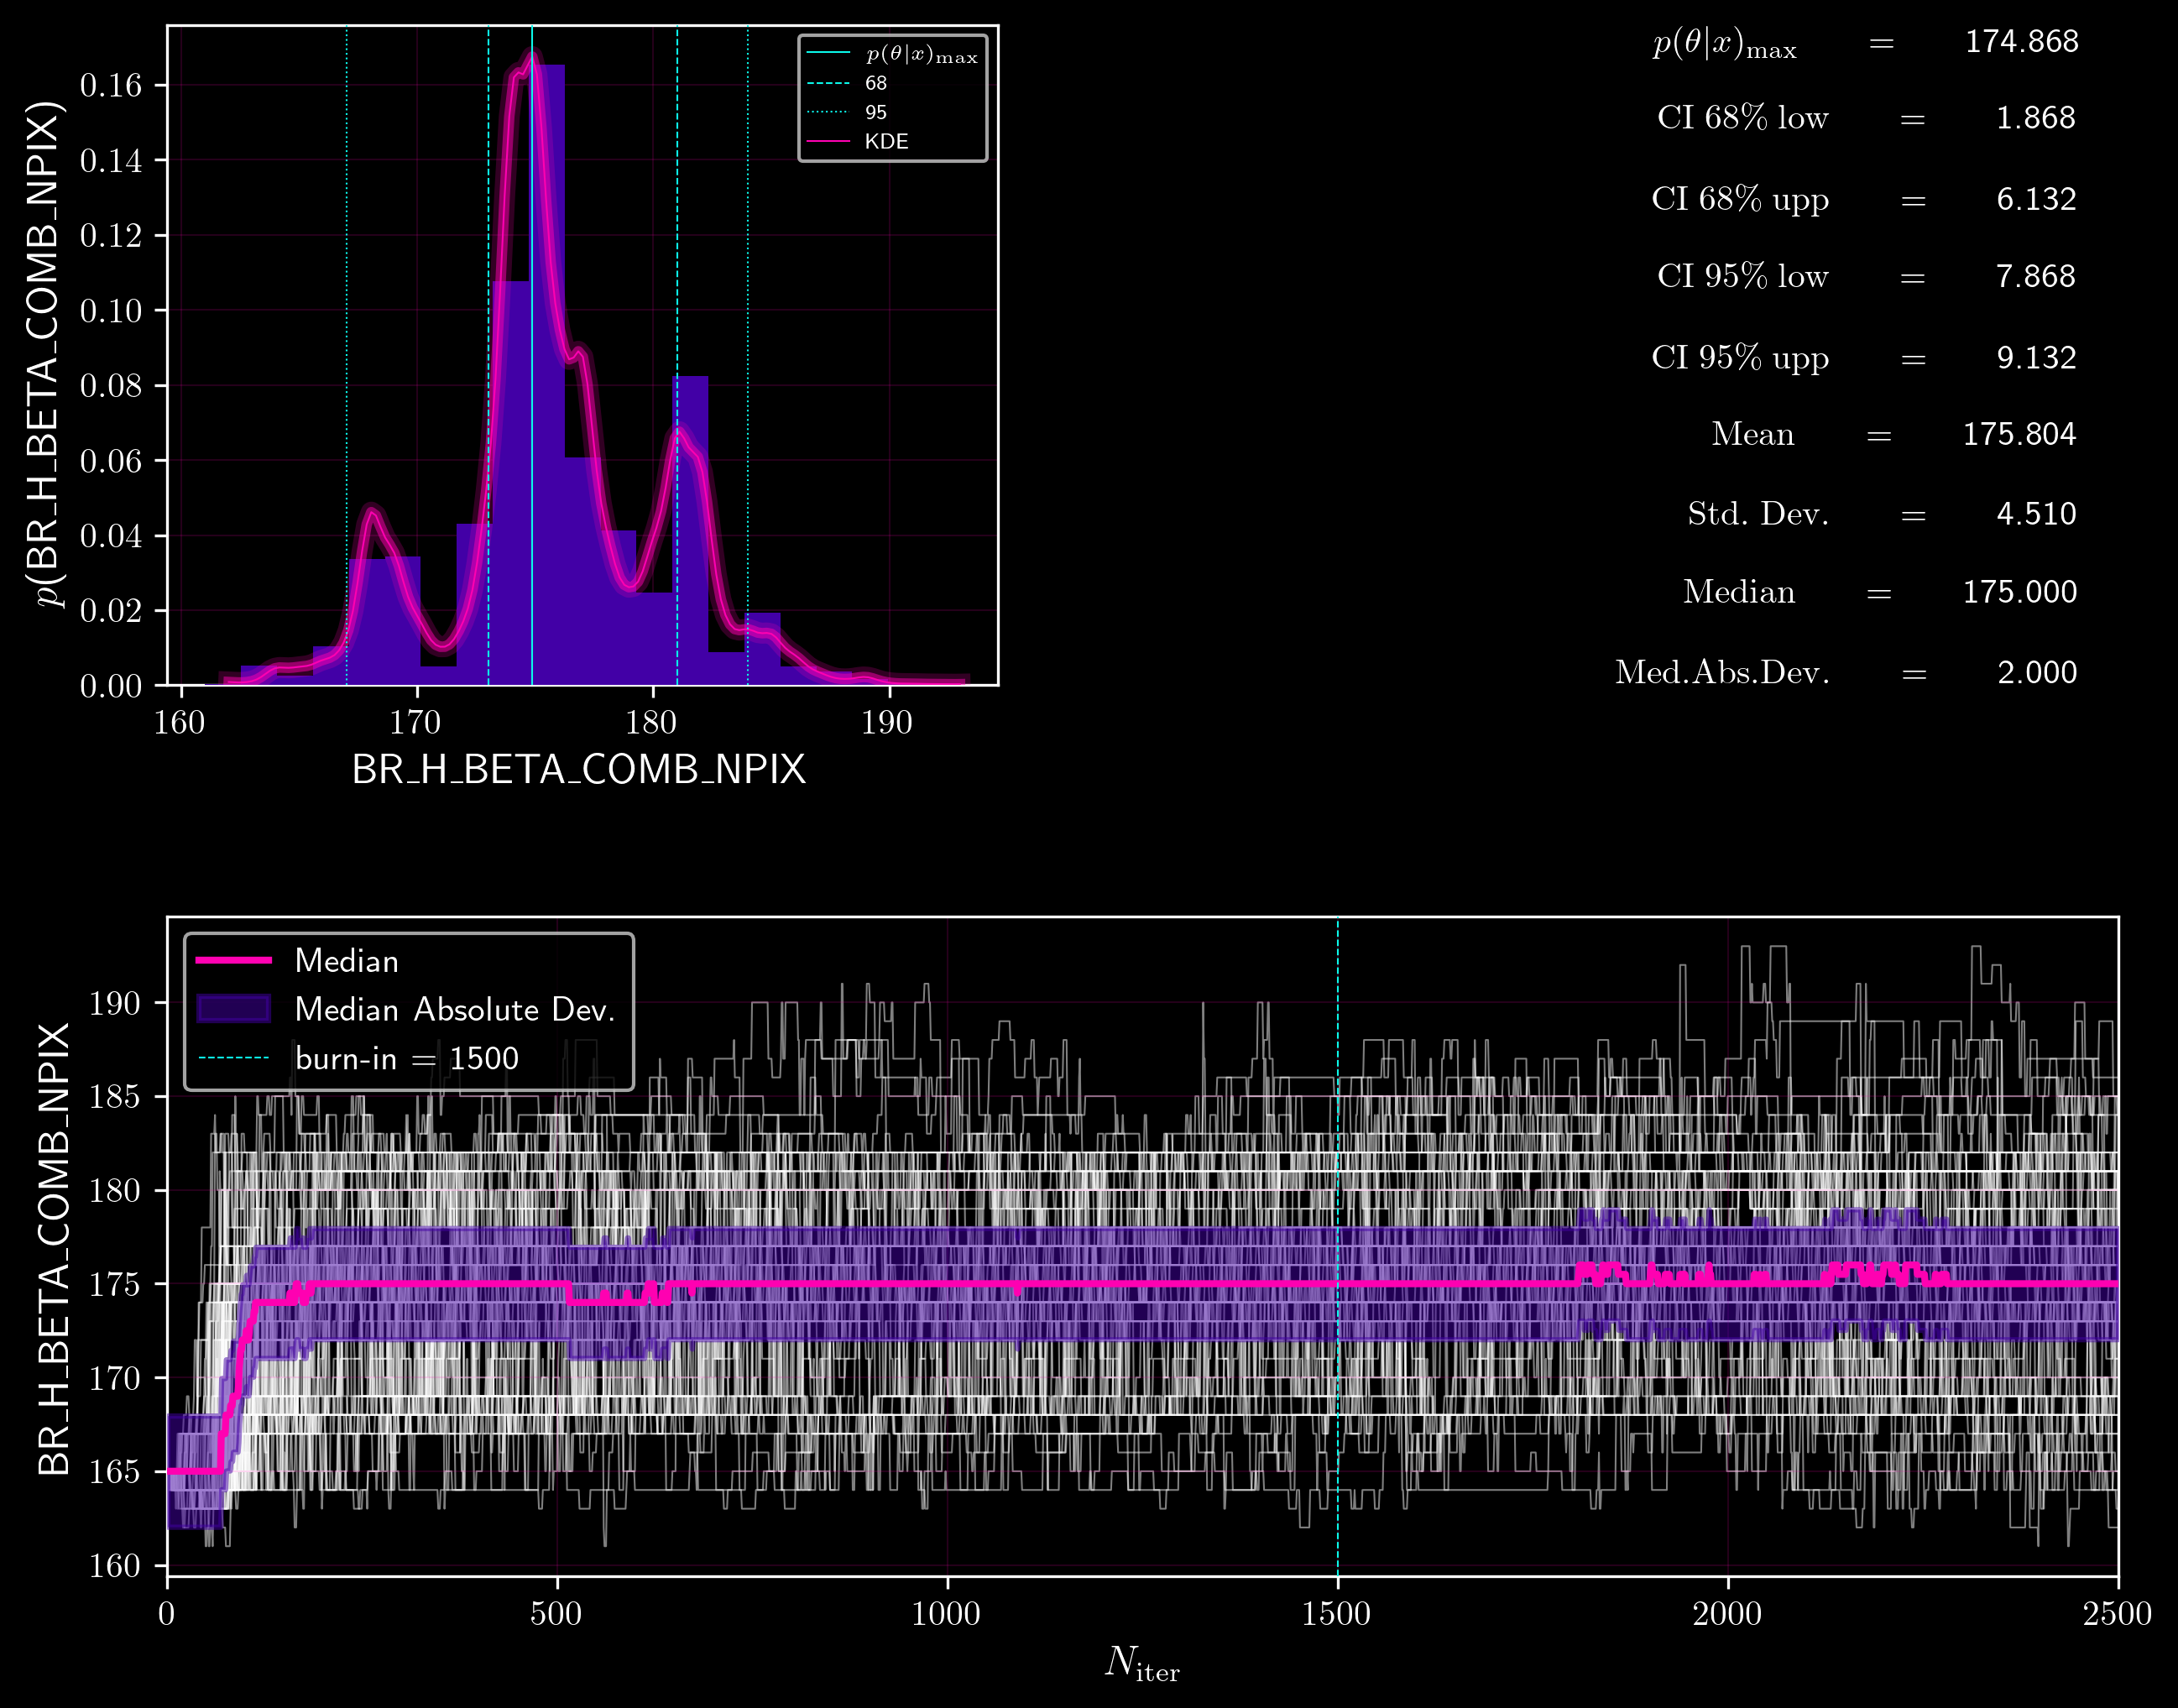 p(BR_H_BETA_COMB_NPIX)
0.16
0.14
0.12
0.10
0.08
0.06
0.04
0.02
0.00
160 170 180 190
BR_H_BETA_COMB_NPIX
p(θ|x)max
68
95
KDE
p(θ|x)max = 174.868
CI 68% low = 1.868
CI 68% upp = 6.132
CI 95% low = 7.868
CI 95% upp = 9.132
Mean = 175.804
Std. Dev. = 4.510
Median = 175.000
Med.Abs.Dev. = 2.000
BR_H_BETA_COMB_NPIX
190
185
180
175
170
165
160
Median
Median Absolute Dev.
burn-in = 1500
0 500 1000 1500 2000 2500
Niter